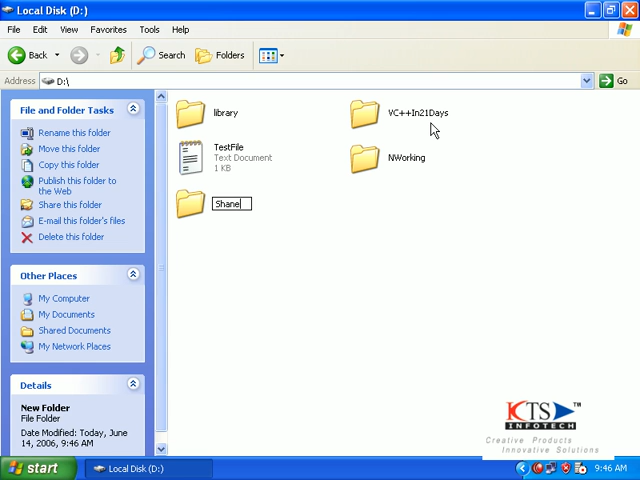 Local Disk (D:)
File Edit View Favorites Tools Help
Back Search Folders
Address D:\ Go
File and Folder Tasks
Rename this folder
Move this folder
Copy this folder
Publish this folder to
the Web
Share this folder
E-mail this folder's files
Delete this folder
Other Places
My Computer
My Documents
Shared Documents
My Network Places
Details
New Folder
File Folder
Date Modified: Today, June
14, 2006, 9:46 AM
library
VC++In21Days
TestFile
Text Document
1 KB
NWorking
Shane
KTS TM
INFOTECH
Creative Products
Innovative Solutions
start Local Disk (D:) 9:46 AM